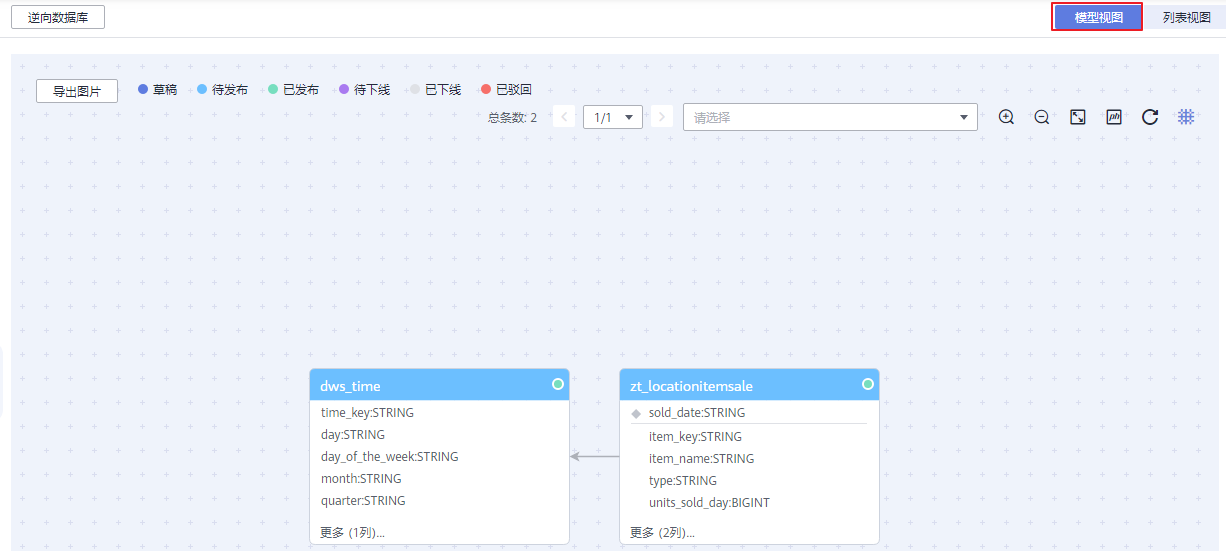 逆向数据库
模型视图 列表视图
导出图片 草稿 待发布 已发布 待下线 已下线 已驳回
总条数: 2 1/1 请选择
ph
dws_time
time_key:STRING
day:STRING
day_of_the_week:STRING
month:STRING
quarter:STRING
更多 (1列)...
zt_locationitemsale
sold_date:STRING
item_key:STRING
item_name:STRING
type:STRING
units_sold_day:BIGINT
更多 (2列)...